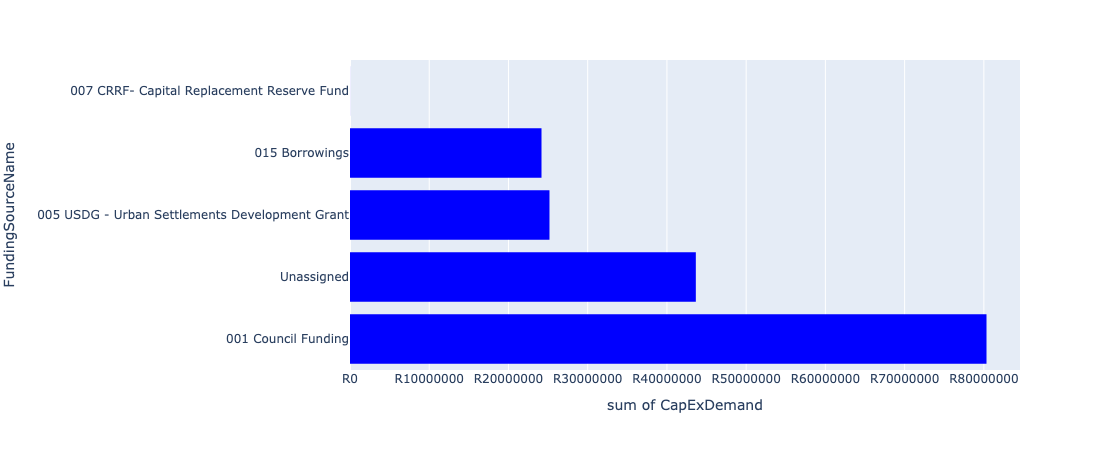 007 CRRF- Capital Replacement Reserve Fund
015 Borrowings
005 USDG - Urban Settlements Development Grant
Unassigned
001 Council Funding
FundingSourceName
R0 R10000000 R20000000 R30000000 R40000000 R50000000 R60000000 R70000000 R80000000
sum of CapExDemand